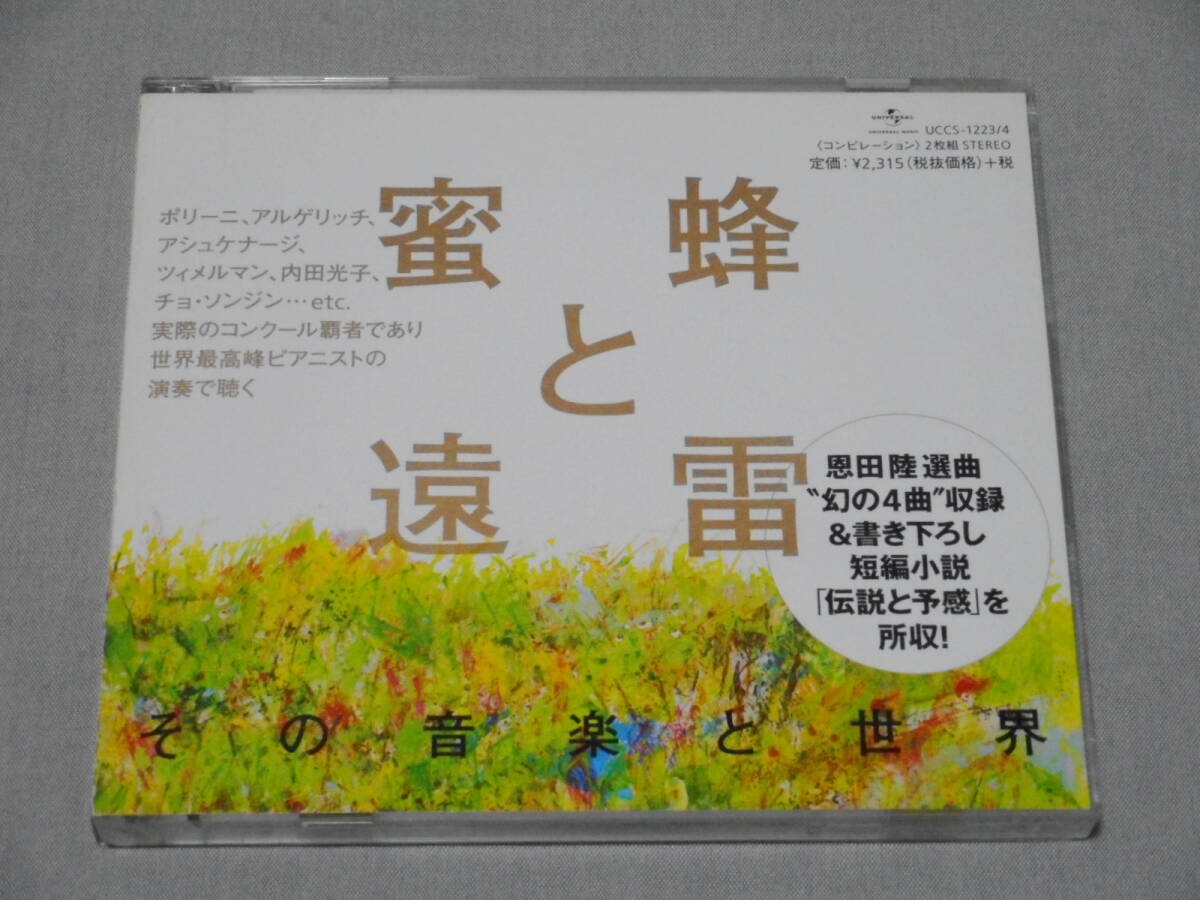 UNIVERSAL
UNIVERSAL MUSIC
UCCS-1223/4
〈コンピレーション〉2枚組 STEREO
定価:¥2,315(税抜価格)+税
ポリーニ、アルゲリッチ、
アシュケナージ、
ツィメルマン、内田光子、
チョ・ソンジン…etc.
実際のコンクール覇者であり
世界最高峰ピアニストの
演奏で聴く
蜜蜂
と
遠雷
恩田陸選曲
“幻の4曲”収録
&書き下ろし
短編小説
「伝説と予感」を
所収!
その音楽と世界